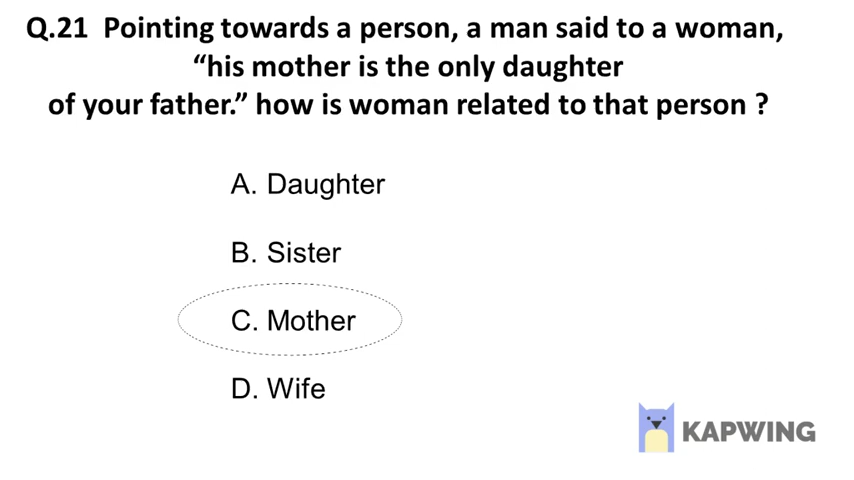 Q.21 Pointing towards a person, a man said to a woman,
“his mother is the only daughter
of your father.” how is woman related to that person ?
A. Daughter
B. Sister
C. Mother
D. Wife
KAPWING